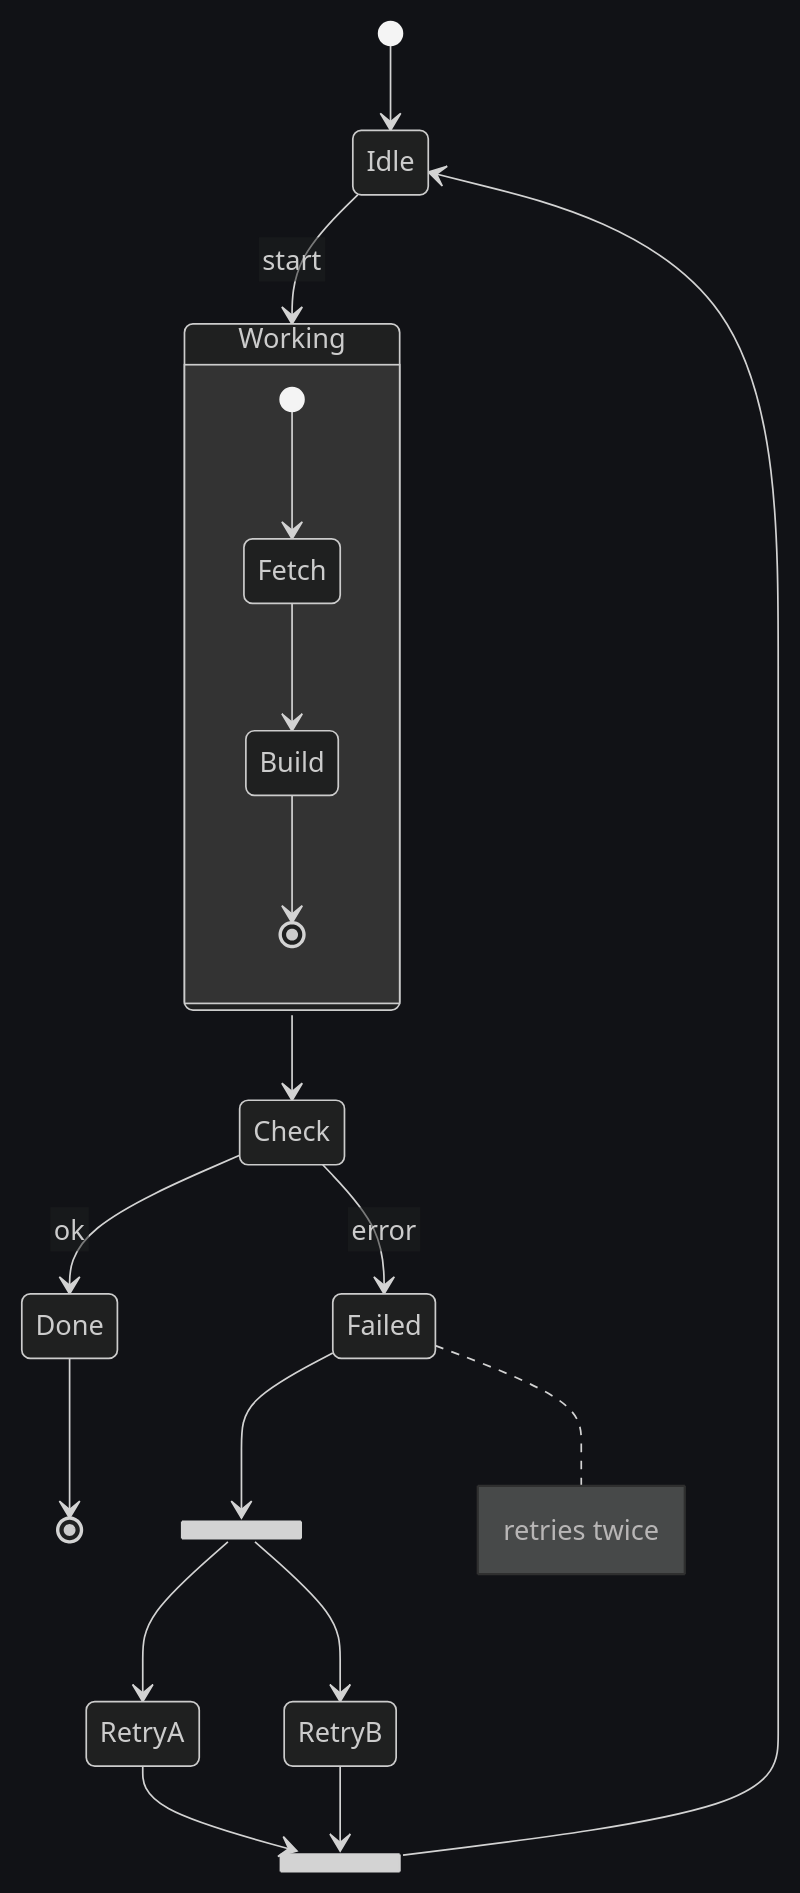 Idle
start
Working
Fetch
Build
Check
ok
error
Done
Failed
retries twice
RetryA
RetryB